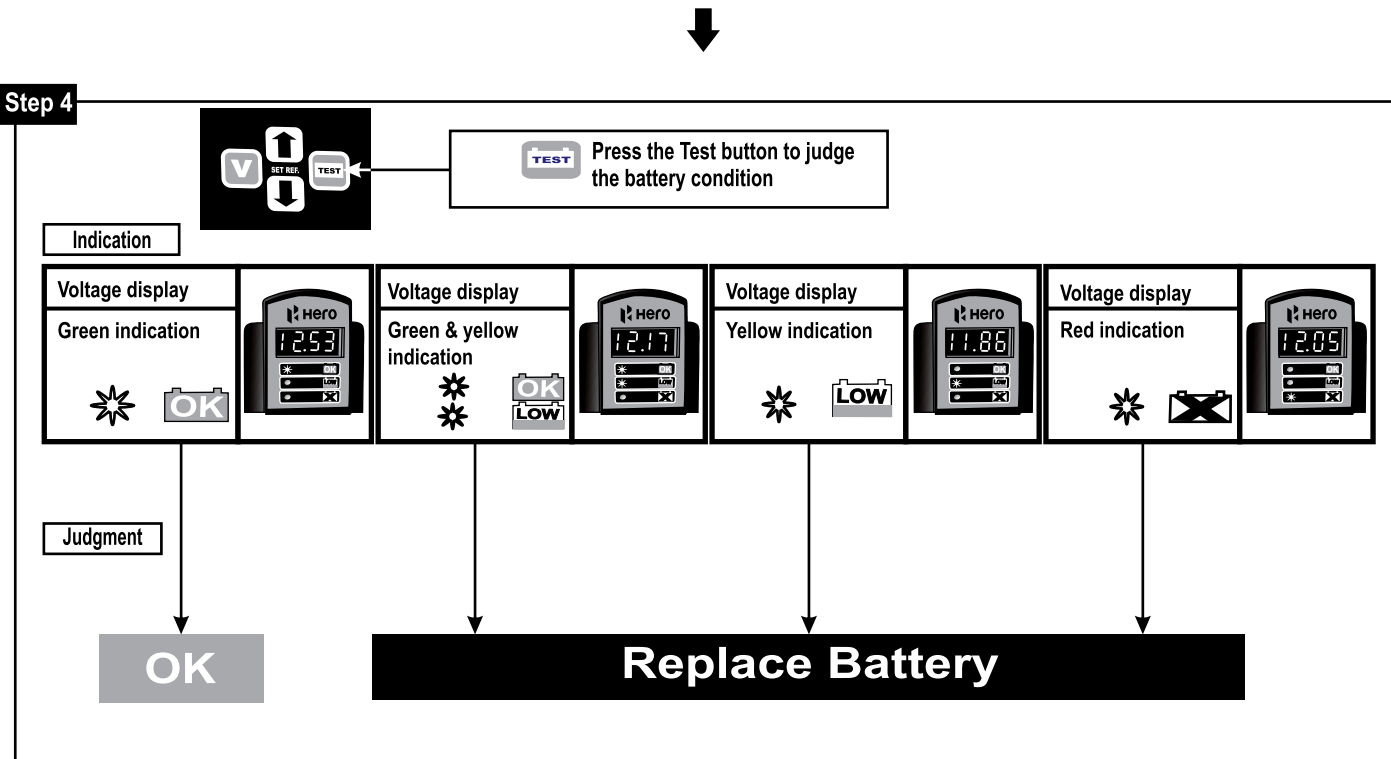 Step 4
V
SET REF.
TEST
TEST
Press the Test button to judge
the battery condition
Indication
Voltage display
Green indication
OK
Hero
12.53
OK
LOW
X
Voltage display
Green & yellow
indication
OK
LOW
Hero
12.17
OK
LOW
X
Voltage display
Yellow indication
LOW
Hero
11.86
OK
LOW
X
Voltage display
Red indication
X
Hero
12.05
OK
LOW
X
Judgment
OK
Replace Battery